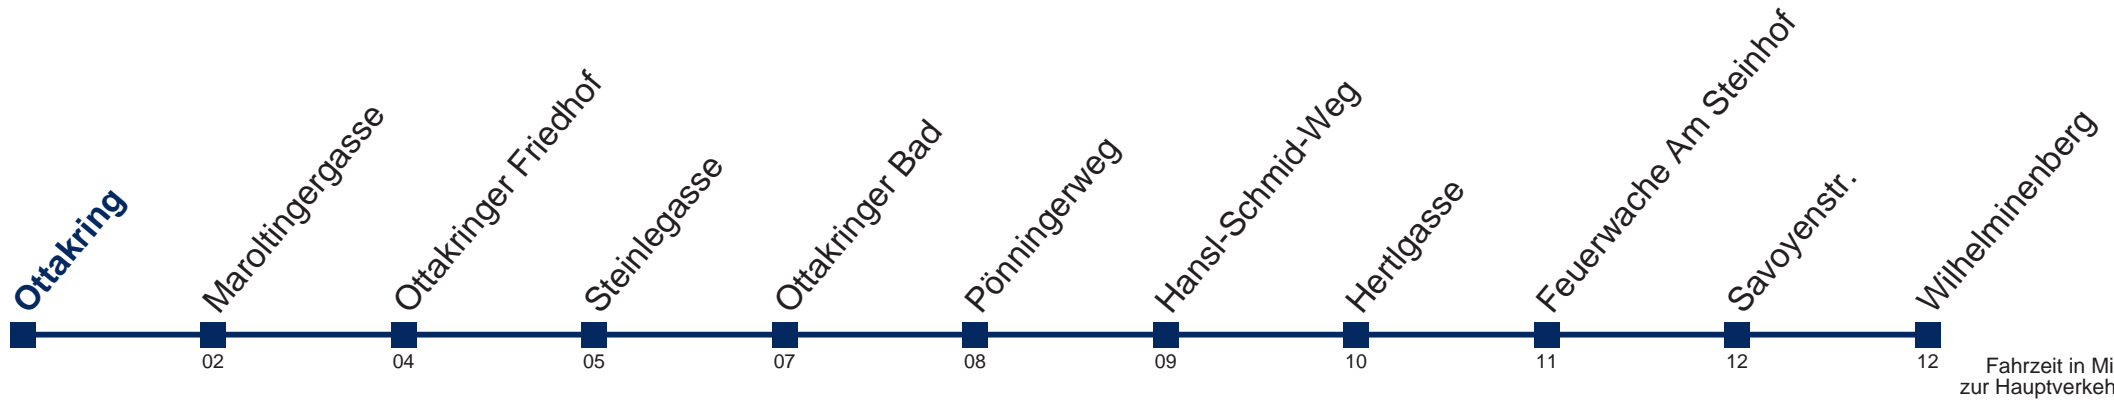 Ottakring
Maroltingergasse
Ottakringer Friedhof
Steinlegasse
Ottakringer Bad
Pönningerweg
Hansl-Schmid-Weg
Hertlgasse
Feuerwache Am Steinhof
Savoyenstr.
Wilhelminenberg
02
04
05
07
08
09
10
11
12
12
Fahrzeit in Mi
zur Hauptverkeh